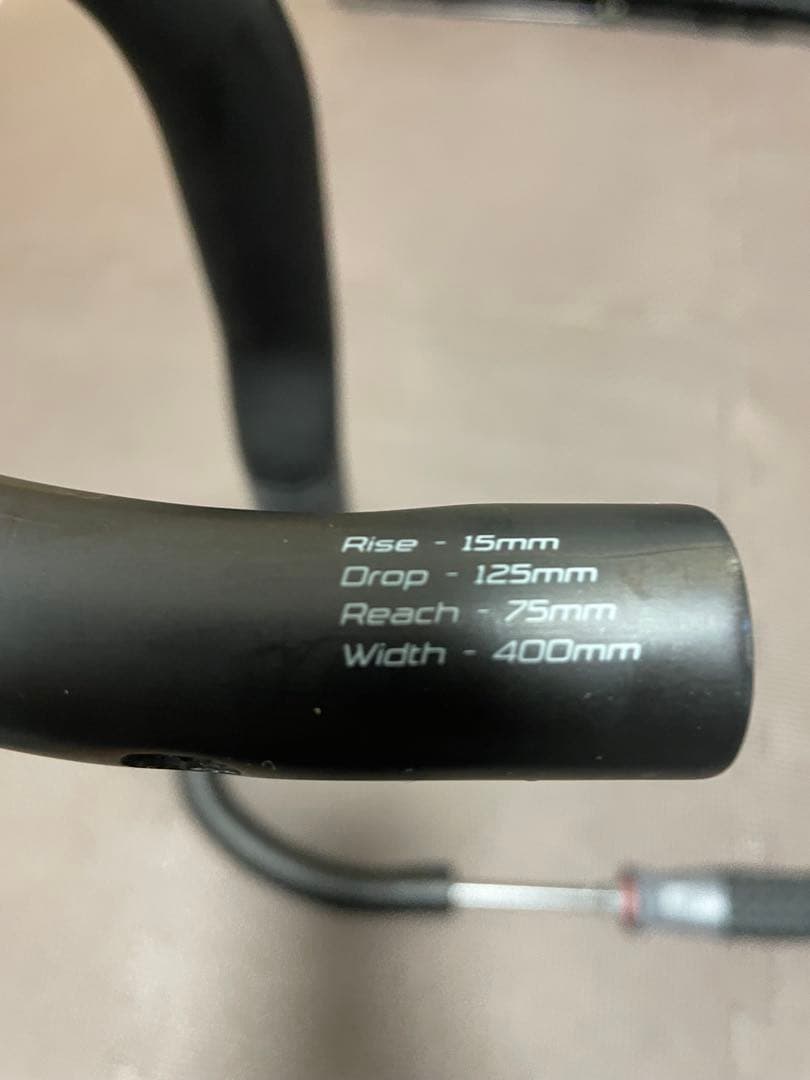 Rise - 15mm
Drop - 125mm
Reach - 75mm
Width - 400mm